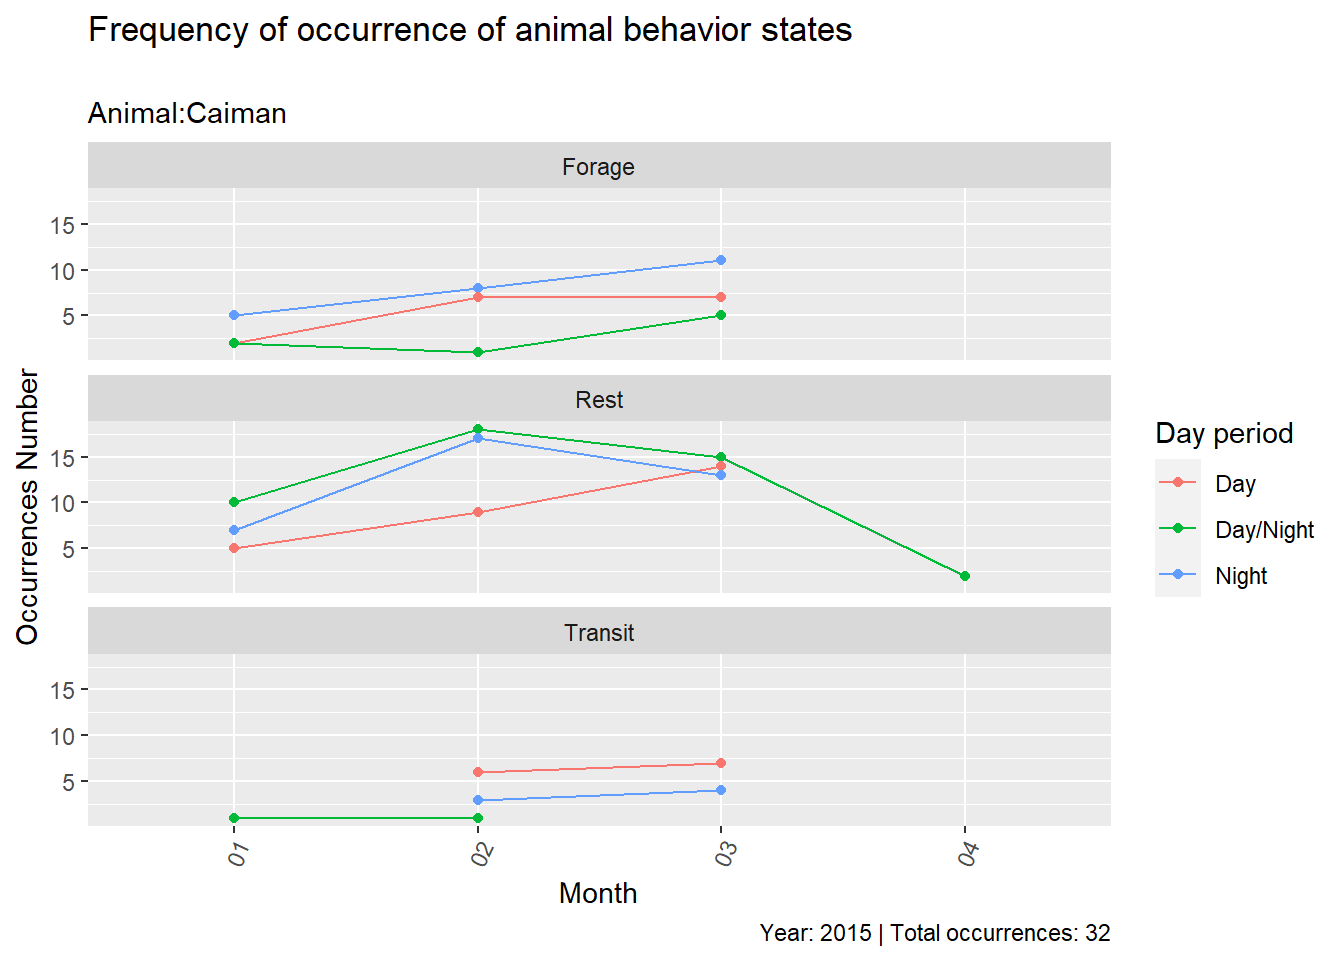 Frequency of occurrence of animal behavior states
Animal:Caiman
Forage
15
10
5
Rest
15
10
5
Transit
15
10
5
Occurrences Number
01
02
03
04
Month
Day period
Day
Day/Night
Night
Year: 2015 | Total occurrences: 32